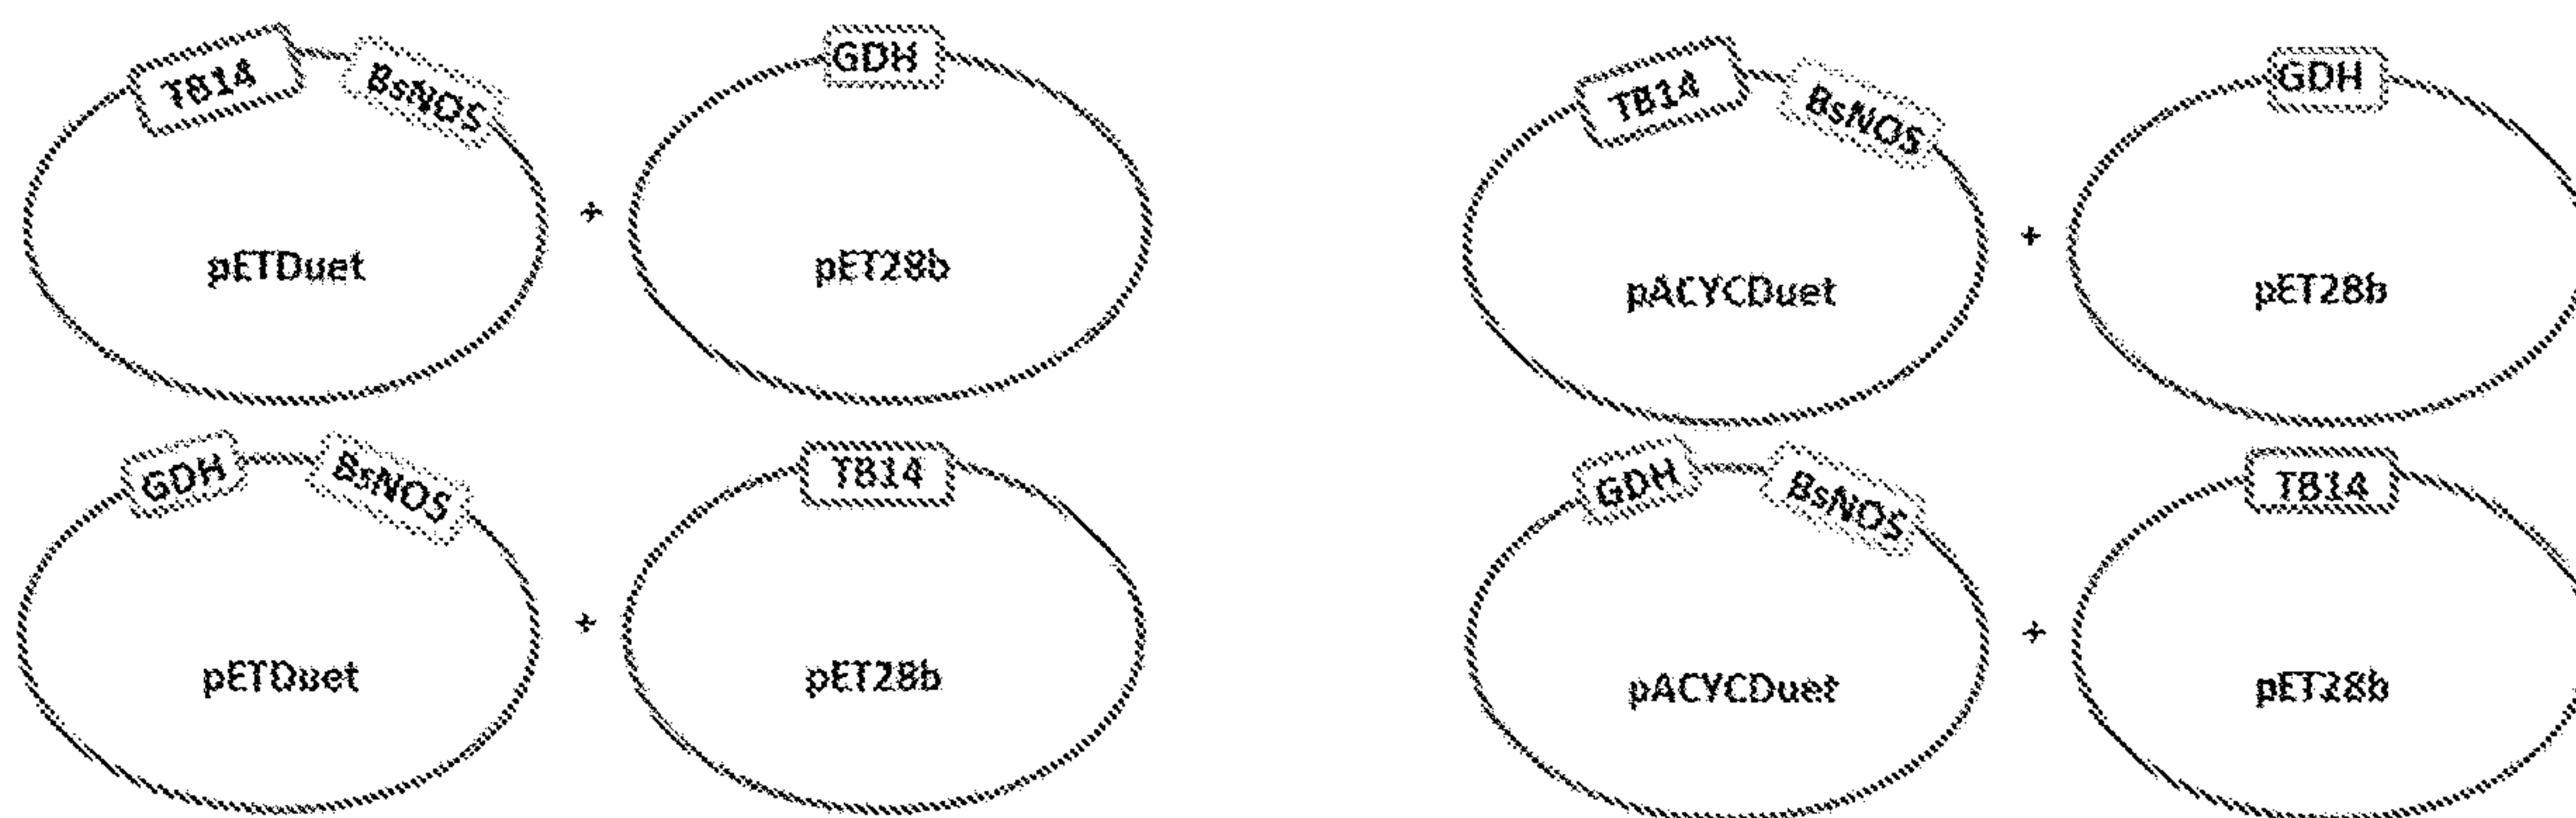 TB14 BsNOS
pETDuet
+
GDH
pET28b
TB14 BsNOS
pACYCDuet
+
GDH
pET28b
GDH BsNOS
pETDuet
+
TB14
pET28b
GDH BsNOS
pACYCDuet
+
TB14
pET28b